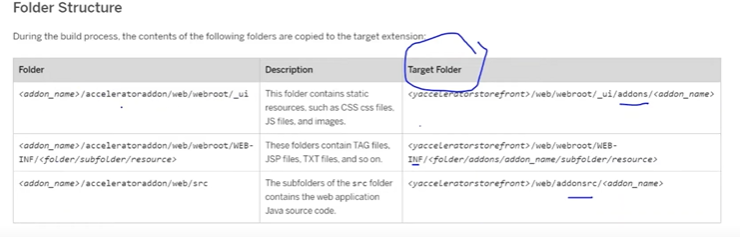 Folder Structure
During the build process, the contents of the following folders are copied to the target extension:
Folder
Description
Target Folder
<addon_name>/acceleratoraddon/web/webroot/_ui
This folder contains static
resources, such as CSS css files,
JS files, and images.
<yacceleratorstorefront>/web/webroot/_ui/addons/<addon_name>
<addon_name>/acceleratoraddon/web/webroot/WEB-
INF/<folder/subfolder/resource>
These folders contain TAG files,
JSP files, TXT files, and so on.
<yacceleratorstorefront>/web/webroot/WEB-
INF/<folder/addons/addon_name/subfolder/resource>
<addon_name>/acceleratoraddon/web/src
The subfolders of the src folder
contains the web application
Java source code.
<yacceleratorstorefront>/web/addonsrc/<addon_name>